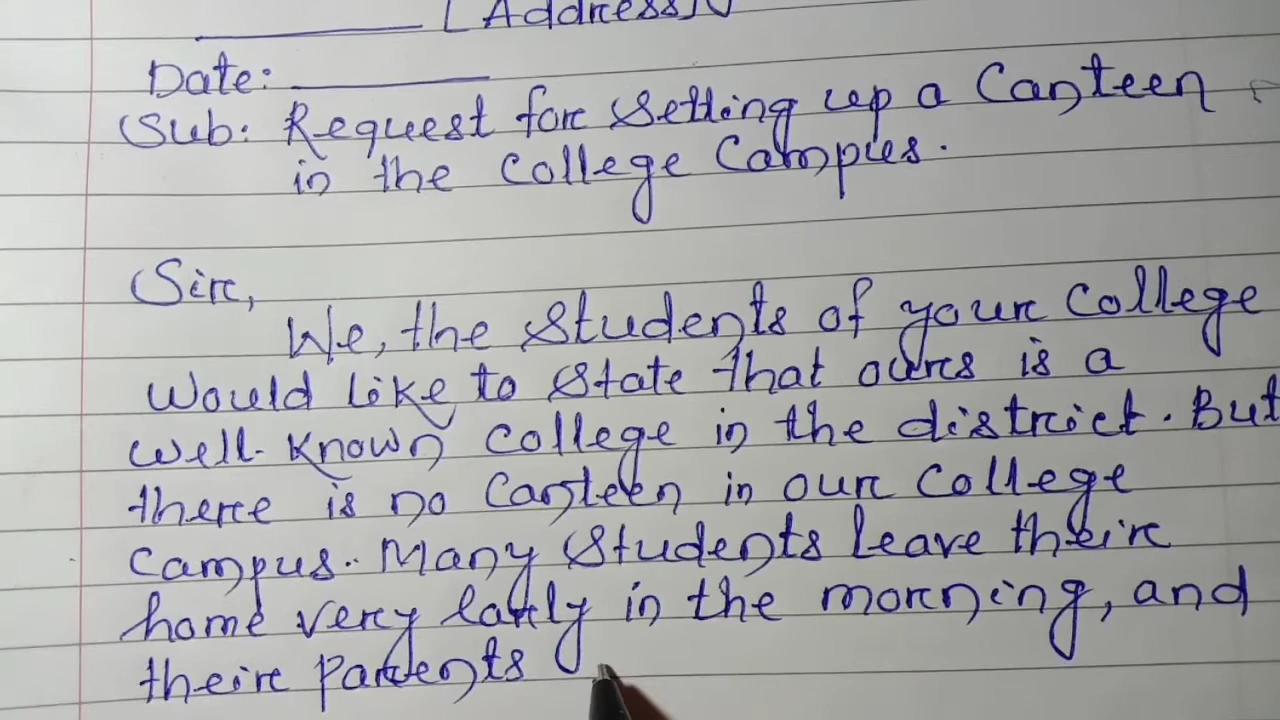 [Address]
Date:
Sub: Request for setting up a Canteen
in the College Campus.
Sir,
We, the students of your College
would like to state that ours is a
well-known college in the district. But
there is no Canteen in our College
campus. Many students leave their
home very early in the morning, and
their parents